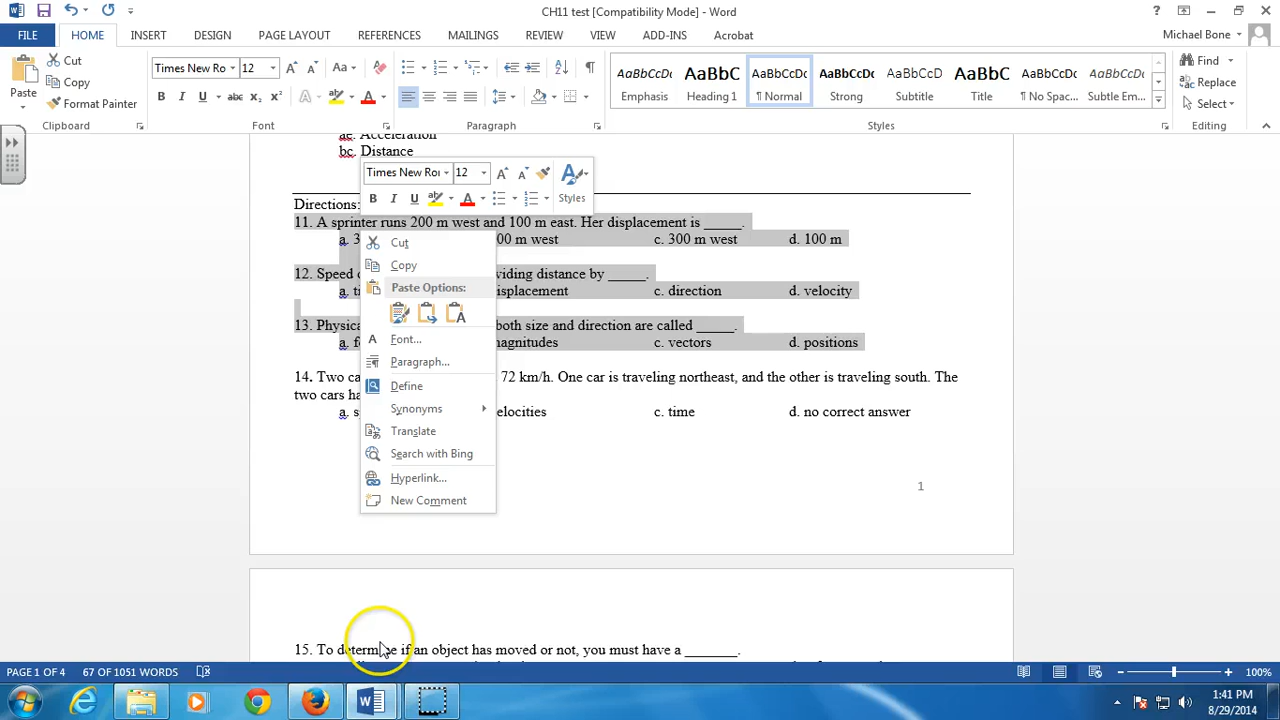 CH11 test [Compatibility Mode] - Word
FILE HOME INSERT DESIGN PAGE LAYOUT REFERENCES MAILINGS REVIEW VIEW ADD-INS Acrobat Michael Bone
Paste Cut Copy Format Painter
Clipboard
Times New Ro 12
Font
Paragraph
AaBbCcDc AaBbC AaBbCcDc AaBbCcDc AaBbCcD AaBbC AaBbCcDc AaBbCcDc
Emphasis Heading 1 ¶ Normal Strong Subtitle Title ¶ No Spac... Subtle Em...
Styles
Find
Replace
Select
Editing
ae. Acceleration
bc. Distance
Times New Ro 12
Styles
Directions:
11. A sprinter runs 200 m west and 100 m east. Her displacement is _____.
a. 3 00 m west c. 300 m west d. 100 m
12. Speed viding distance by _____.
a. ti isplacement c. direction d. velocity
13. Physica both size and direction are called _____.
a. f agnitudes c. vectors d. positions
14. Two ca 72 km/h. One car is traveling northeast, and the other is traveling south. The
two cars ha
a. s elocities c. time d. no correct answer
Cut
Copy
Paste Options:
Font...
Paragraph...
Define
Synonyms
Translate
Search with Bing
Hyperlink...
New Comment
1
15. To determine if an object has moved or not, you must have a _______.
PAGE 1 OF 4 67 OF 1051 WORDS 100%
1:41 PM
8/29/2014